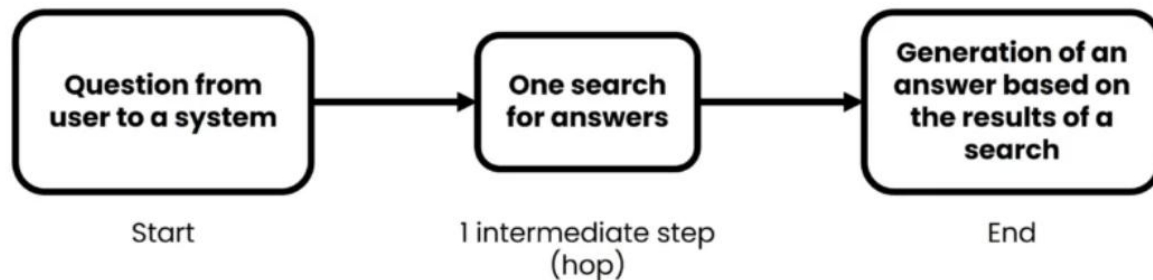 Question from
user to a system
One search
for answers
Generation of an
answer based on
the results of a
search
Start
1 intermediate step
(hop)
End